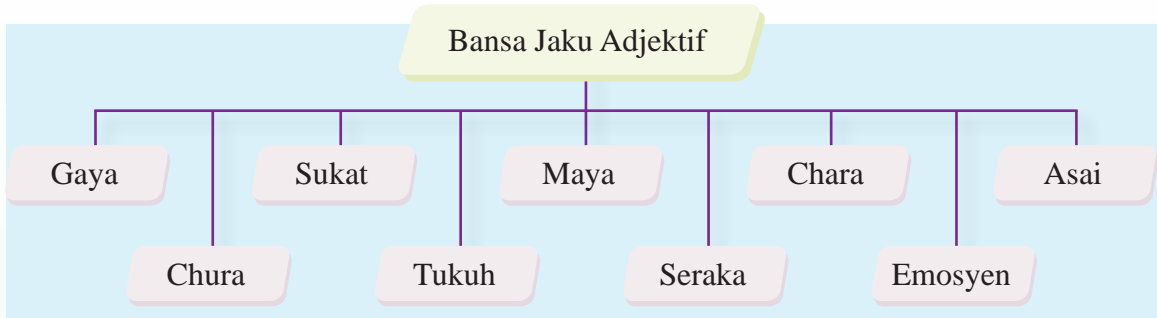 Bansa Jaku Adjektif
Gaya
Sukat
Maya
Chara
Asai
Chura
Tukuh
Seraka
Emosyen